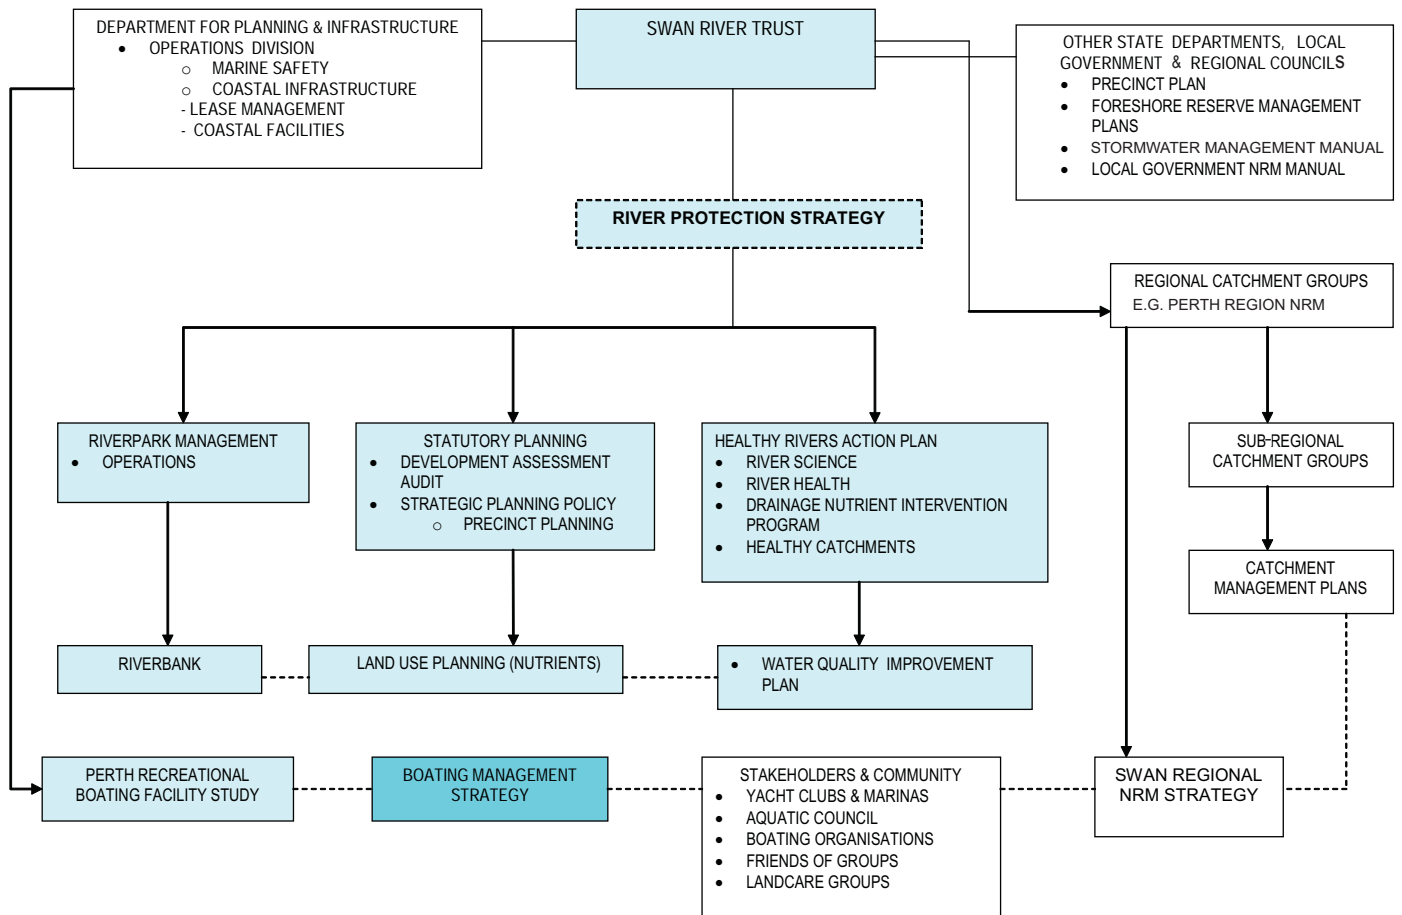 DEPARTMENT FOR PLANNING & INFRASTRUCTURE
• OPERATIONS DIVISION
o MARINE SAFETY
o COASTAL INFRASTRUCTURE
- LEASE MANAGEMENT
- COASTAL FACILITIES
SWAN RIVER TRUST
OTHER STATE DEPARTMENTS, LOCAL
GOVERNMENT & REGIONAL COUNCILS
• PRECINCT PLAN
• FORESHORE RESERVE MANAGEMENT
PLANS
• STORMWATER MANAGEMENT MANUAL
• LOCAL GOVERNMENT NRM MANUAL
RIVER PROTECTION STRATEGY
REGIONAL CATCHMENT GROUPS
E.G. PERTH REGION NRM
RIVERPARK MANAGEMENT
• OPERATIONS
STATUTORY PLANNING
• DEVELOPMENT ASSESSMENT
AUDIT
• STRATEGIC PLANNING POLICY
o PRECINCT PLANNING
HEALTHY RIVERS ACTION PLAN
• RIVER SCIENCE
• RIVER HEALTH
• DRAINAGE NUTRIENT INTERVENTION
PROGRAM
• HEALTHY CATCHMENTS
SUB-REGIONAL
CATCHMENT GROUPS
CATCHMENT
MANAGEMENT PLANS
RIVERBANK
LAND USE PLANNING (NUTRIENTS)
• WATER QUALITY IMPROVEMENT
PLAN
PERTH RECREATIONAL
BOATING FACILITY STUDY
BOATING MANAGEMENT
STRATEGY
STAKEHOLDERS & COMMUNITY
• YACHT CLUBS & MARINAS
• AQUATIC COUNCIL
• BOATING ORGANISATIONS
• FRIENDS OF GROUPS
• LANDCARE GROUPS
SWAN REGIONAL
NRM STRATEGY